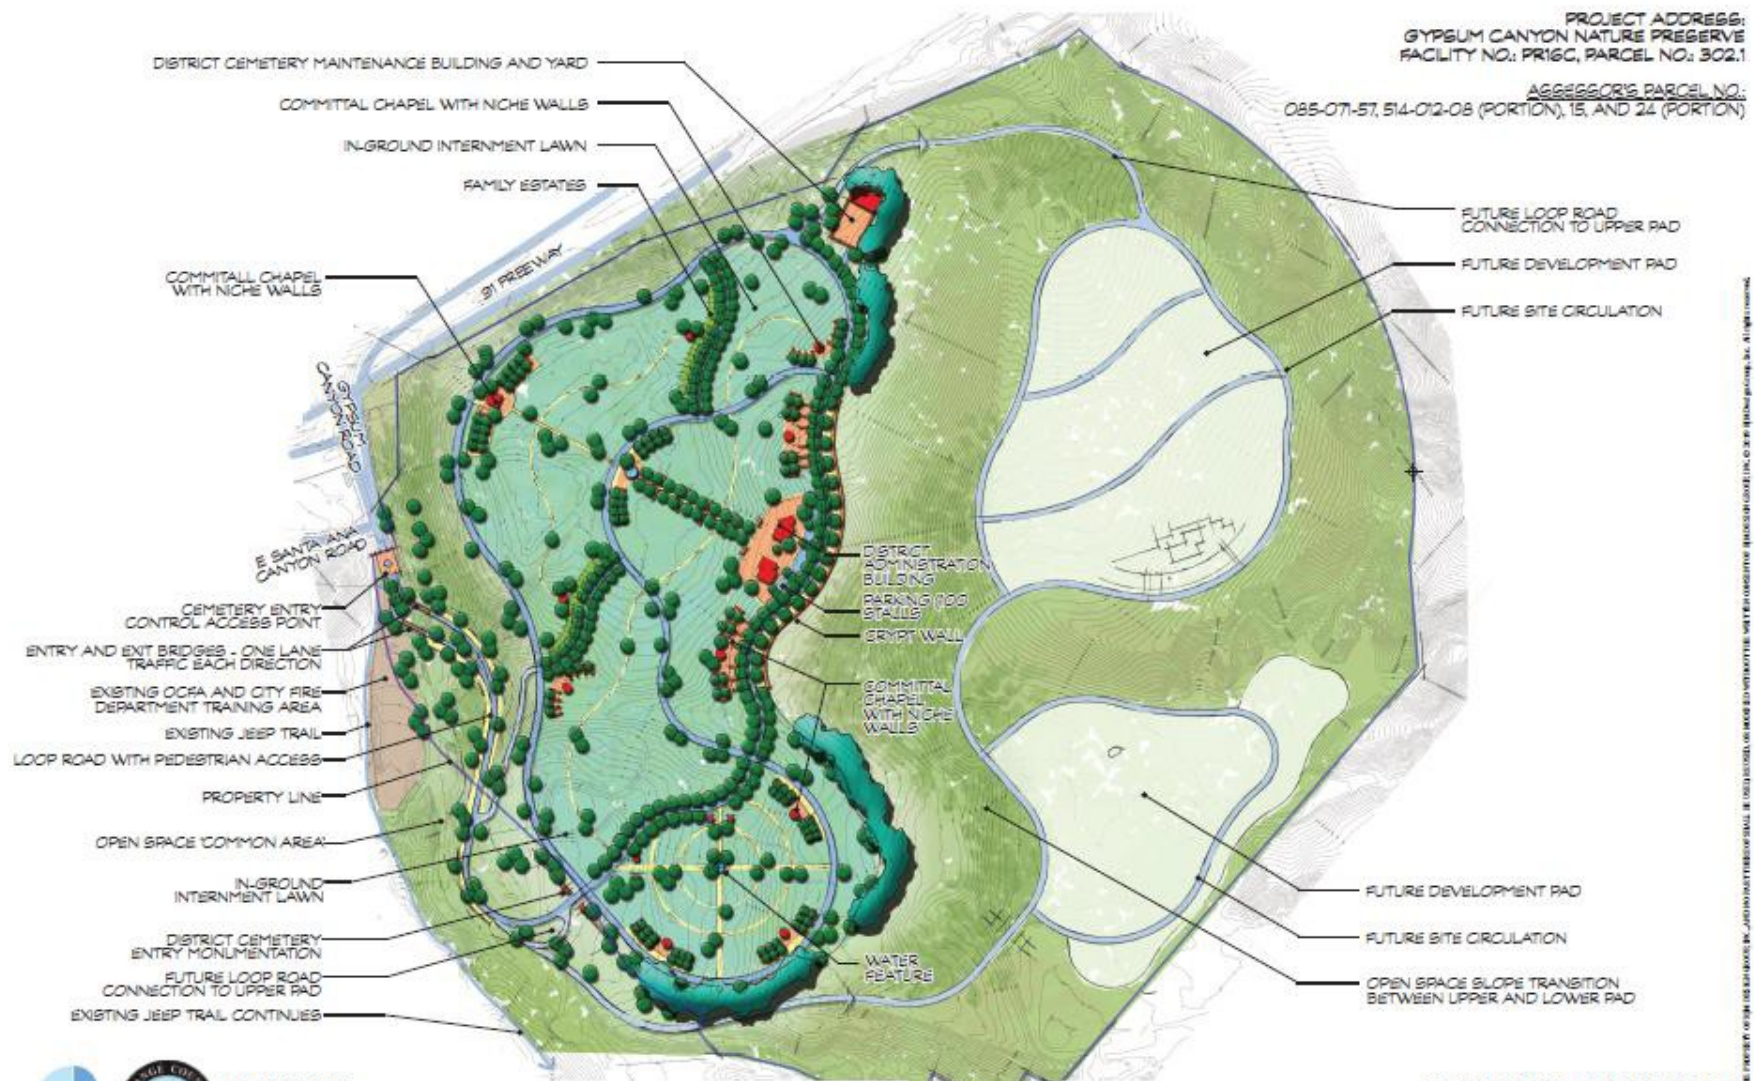 PROJECT ADDRESS:
GYPSUM CANYON NATURE PRESERVE
FACILITY NO.: PR16C, PARCEL NO.: 302.1
ASSESSOR'S PARCEL NO.:
085-071-57, 514-012-08 (PORTION), 15, AND 24 (PORTION)
DISTRICT CEMETERY MAINTENANCE BUILDING AND YARD
COMMITTAL CHAPEL WITH NICHE WALLS
IN-GROUND INTERNMENT LAWN
FAMILY ESTATES
COMMITALL CHAPEL
WITH NICHE WALLS
91 FREEWAY
GYPSUM
CANYON ROAD
E SANTA ANA
CANYON ROAD
CEMETERY ENTRY
CONTROL ACCESS POINT
ENTRY AND EXIT BRIDGES - ONE LANE
TRAFFIC EACH DIRECTION
EXISTING OCFA AND CITY FIRE
DEPARTMENT TRAINING AREA
EXISTING JEEP TRAIL
LOOP ROAD WITH PEDESTRIAN ACCESS
PROPERTY LINE
OPEN SPACE 'COMMON AREA'
IN-GROUND
INTERNMENT LAWN
DISTRICT CEMETERY
ENTRY MONUMENTATION
FUTURE LOOP ROAD
CONNECTION TO UPPER PAD
EXISTING JEEP TRAIL CONTINUES
DISTRICT
ADMINISTRATION
BUILDING
PARKING (100
STALLS
CRYPT WALL
COMMITTAL
CHAPEL
WITH NICHE
WALLS
WATER
FEATURE
FUTURE LOOP ROAD
CONNECTION TO UPPER PAD
FUTURE DEVELOPMENT PAD
FUTURE SITE CIRCULATION
FUTURE DEVELOPMENT PAD
FUTURE SITE CIRCULATION
OPEN SPACE SLOPE TRANSITION
BETWEEN UPPER AND LOWER PAD